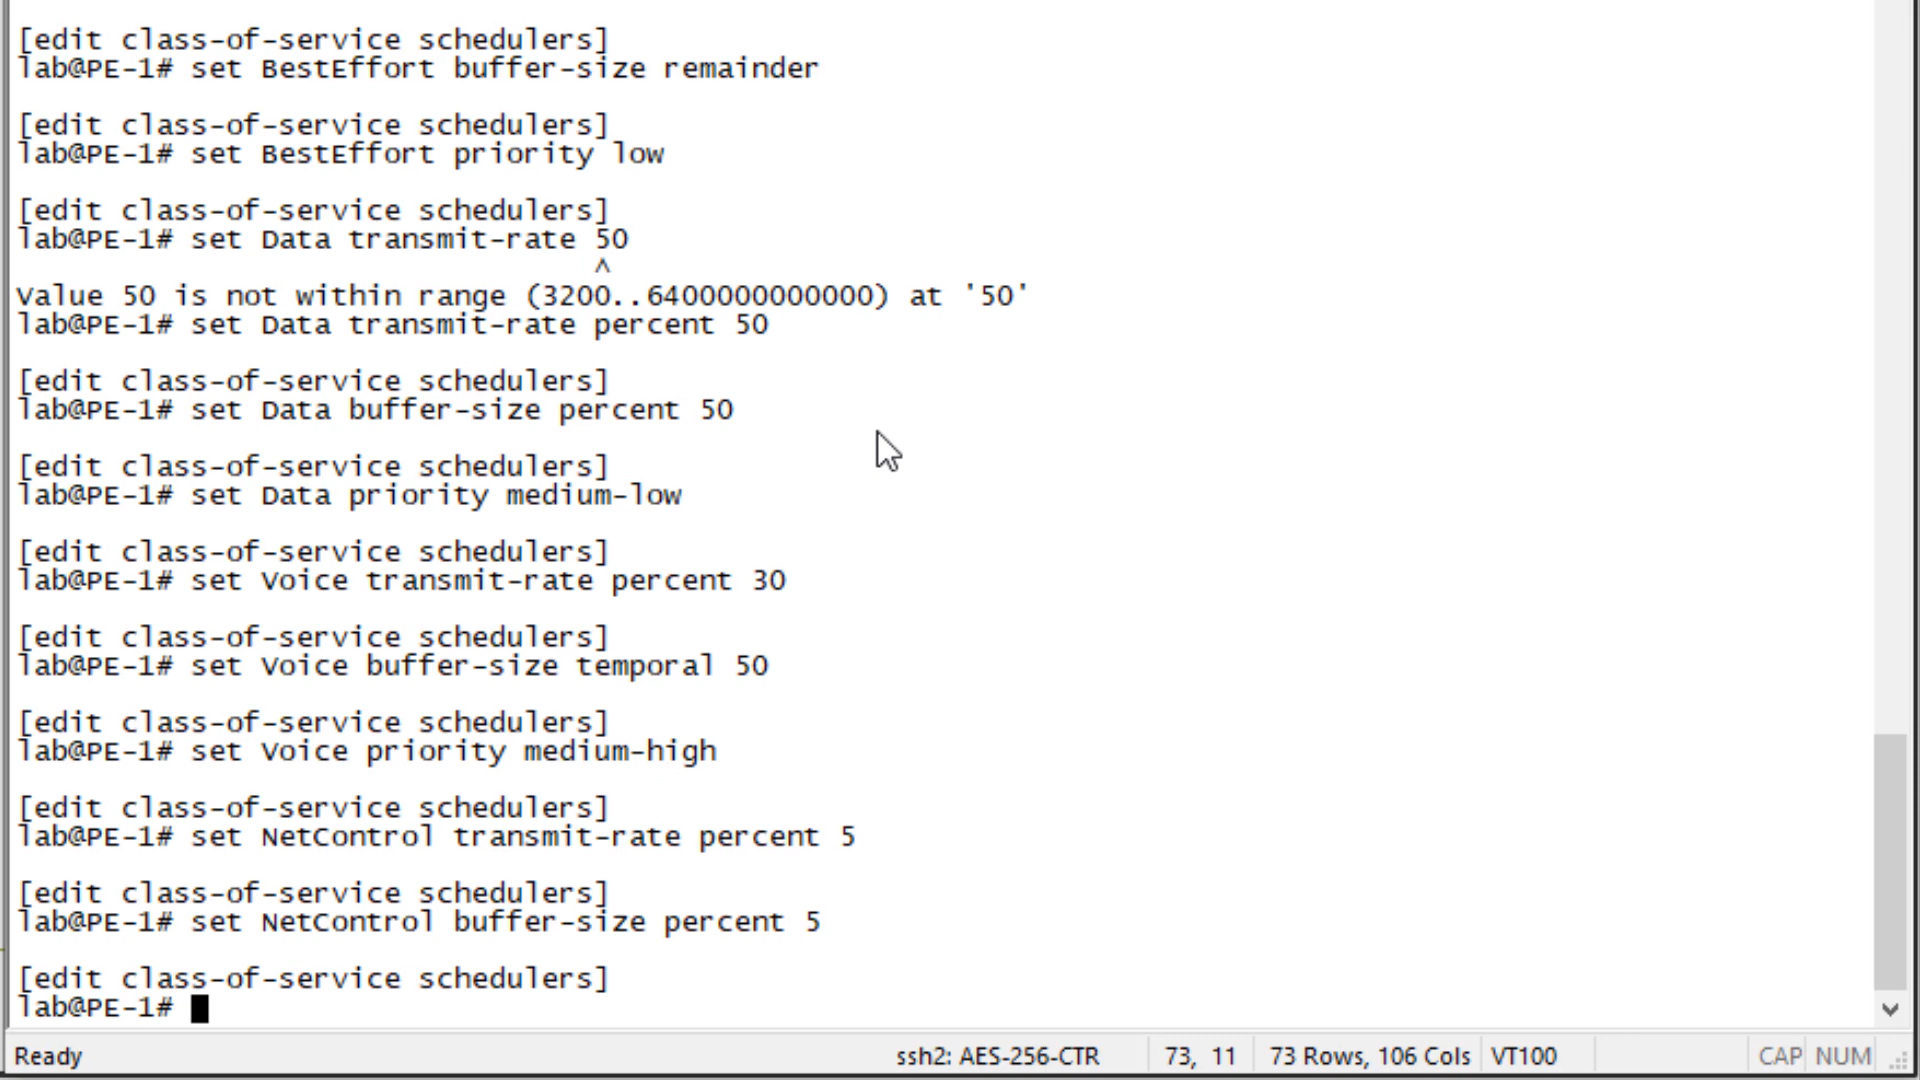 [edit class-of-service schedulers]
lab@PE-1# set BestEffort buffer-size remainder
[edit class-of-service schedulers]
lab@PE-1# set BestEffort priority low
[edit class-of-service schedulers]
lab@PE-1# set Data transmit-rate 50
^
Value 50 is not within range (3200..6400000000000) at '50'
lab@PE-1# set Data transmit-rate percent 50
[edit class-of-service schedulers]
lab@PE-1# set Data buffer-size percent 50
[edit class-of-service schedulers]
lab@PE-1# set Data priority medium-low
[edit class-of-service schedulers]
lab@PE-1# set Voice transmit-rate percent 30
[edit class-of-service schedulers]
lab@PE-1# set Voice buffer-size temporal 50
[edit class-of-service schedulers]
lab@PE-1# set Voice priority medium-high
[edit class-of-service schedulers]
lab@PE-1# set NetControl transmit-rate percent 5
[edit class-of-service schedulers]
lab@PE-1# set NetControl buffer-size percent 5
[edit class-of-service schedulers]
lab@PE-1#
Ready ssh2: AES-256-CTR 73, 11 73 Rows, 106 Cols VT100 CAP NUM